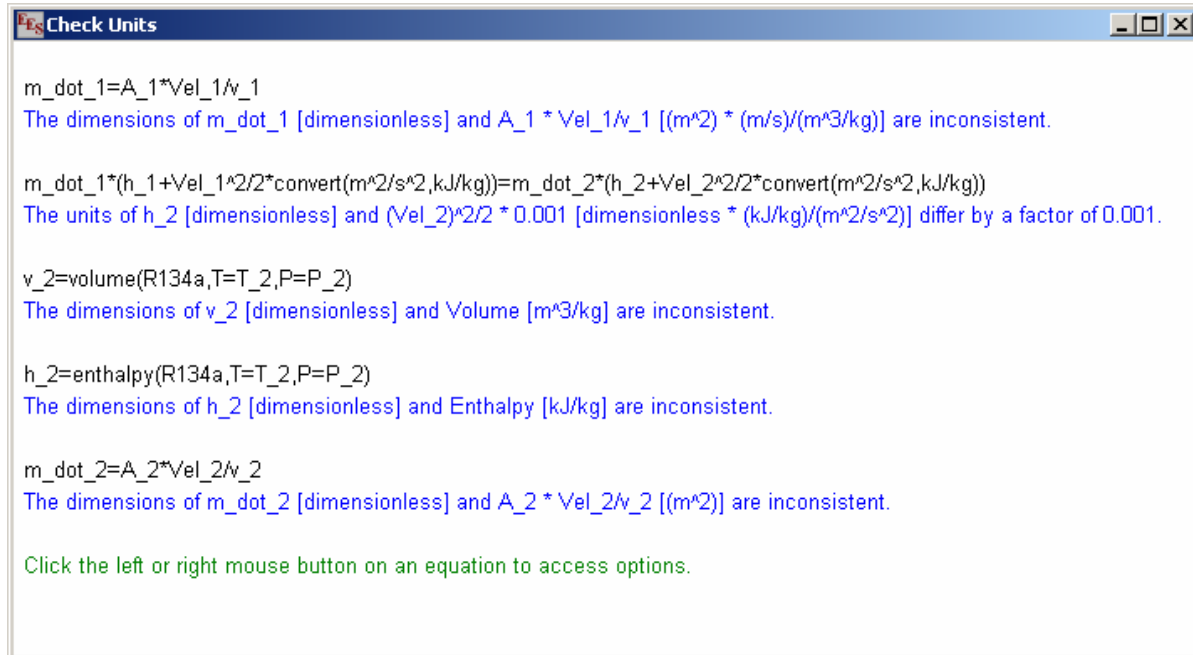 EES Check Units
m_dot_1=A_1*Vel_1/v_1
The dimensions of m_dot_1 [dimensionless] and A_1 * Vel_1/v_1 [(m^2) * (m/s)/(m^3/kg)] are inconsistent.
m_dot_1*(h_1+Vel_1^2/2*convert(m^2/s^2,kJ/kg))=m_dot_2*(h_2+Vel_2^2/2*convert(m^2/s^2,kJ/kg))
The units of h_2 [dimensionless] and (Vel_2)^2/2 * 0.001 [dimensionless * (kJ/kg)/(m^2/s^2)] differ by a factor of 0.001.
v_2=volume(R134a,T=T_2,P=P_2)
The dimensions of v_2 [dimensionless] and Volume [m^3/kg] are inconsistent.
h_2=enthalpy(R134a,T=T_2,P=P_2)
The dimensions of h_2 [dimensionless] and Enthalpy [kJ/kg] are inconsistent.
m_dot_2=A_2*Vel_2/v_2
The dimensions of m_dot_2 [dimensionless] and A_2 * Vel_2/v_2 [(m^2)] are inconsistent.
Click the left or right mouse button on an equation to access options.